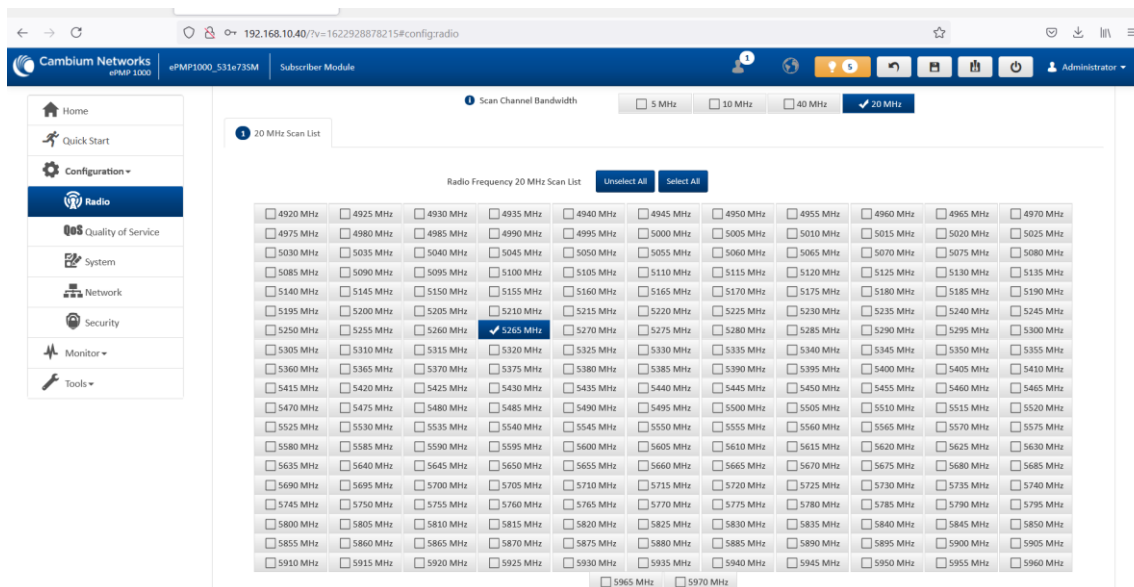 192.168.10.40/?v=1622928878215#config:radio
Cambium Networks
ePMP 1000
ePMP1000_531e73SM
Subscriber Module
1
5
Administrator
Home
Quick Start
Configuration
Radio
QoS Quality of Service
System
Network
Security
Monitor
Tools
Scan Channel Bandwidth
5 MHz 10 MHz 40 MHz 20 MHz
1 20 MHz Scan List
Radio Frequency 20 MHz Scan List Unselect All Select All
4920 MHz 4925 MHz 4930 MHz 4935 MHz 4940 MHz 4945 MHz 4950 MHz 4955 MHz 4960 MHz 4965 MHz 4970 MHz
4975 MHz 4980 MHz 4985 MHz 4990 MHz 4995 MHz 5000 MHz 5005 MHz 5010 MHz 5015 MHz 5020 MHz 5025 MHz
5030 MHz 5035 MHz 5040 MHz 5045 MHz 5050 MHz 5055 MHz 5060 MHz 5065 MHz 5070 MHz 5075 MHz 5080 MHz
5085 MHz 5090 MHz 5095 MHz 5100 MHz 5105 MHz 5110 MHz 5115 MHz 5120 MHz 5125 MHz 5130 MHz 5135 MHz
5140 MHz 5145 MHz 5150 MHz 5155 MHz 5160 MHz 5165 MHz 5170 MHz 5175 MHz 5180 MHz 5185 MHz 5190 MHz
5195 MHz 5200 MHz 5205 MHz 5210 MHz 5215 MHz 5220 MHz 5225 MHz 5230 MHz 5235 MHz 5240 MHz 5245 MHz
5250 MHz 5255 MHz 5260 MHz 5265 MHz 5270 MHz 5275 MHz 5280 MHz 5285 MHz 5290 MHz 5295 MHz 5300 MHz
5305 MHz 5310 MHz 5315 MHz 5320 MHz 5325 MHz 5330 MHz 5335 MHz 5340 MHz 5345 MHz 5350 MHz 5355 MHz
5360 MHz 5365 MHz 5370 MHz 5375 MHz 5380 MHz 5385 MHz 5390 MHz 5395 MHz 5400 MHz 5405 MHz 5410 MHz
5415 MHz 5420 MHz 5425 MHz 5430 MHz 5435 MHz 5440 MHz 5445 MHz 5450 MHz 5455 MHz 5460 MHz 5465 MHz
5470 MHz 5475 MHz 5480 MHz 5485 MHz 5490 MHz 5495 MHz 5500 MHz 5505 MHz 5510 MHz 5515 MHz 5520 MHz
5525 MHz 5530 MHz 5535 MHz 5540 MHz 5545 MHz 5550 MHz 5555 MHz 5560 MHz 5565 MHz 5570 MHz 5575 MHz
5580 MHz 5585 MHz 5590 MHz 5595 MHz 5600 MHz 5605 MHz 5610 MHz 5615 MHz 5620 MHz 5625 MHz 5630 MHz
5635 MHz 5640 MHz 5645 MHz 5650 MHz 5655 MHz 5660 MHz 5665 MHz 5670 MHz 5675 MHz 5680 MHz 5685 MHz
5690 MHz 5695 MHz 5700 MHz 5705 MHz 5710 MHz 5715 MHz 5720 MHz 5725 MHz 5730 MHz 5735 MHz 5740 MHz
5745 MHz 5750 MHz 5755 MHz 5760 MHz 5765 MHz 5770 MHz 5775 MHz 5780 MHz 5785 MHz 5790 MHz 5795 MHz
5800 MHz 5805 MHz 5810 MHz 5815 MHz 5820 MHz 5825 MHz 5830 MHz 5835 MHz 5840 MHz 5845 MHz 5850 MHz
5855 MHz 5860 MHz 5865 MHz 5870 MHz 5875 MHz 5880 MHz 5885 MHz 5890 MHz 5895 MHz 5900 MHz 5905 MHz
5910 MHz 5915 MHz 5920 MHz 5925 MHz 5930 MHz 5935 MHz 5940 MHz 5945 MHz 5950 MHz 5955 MHz 5960 MHz
5965 MHz 5970 MHz